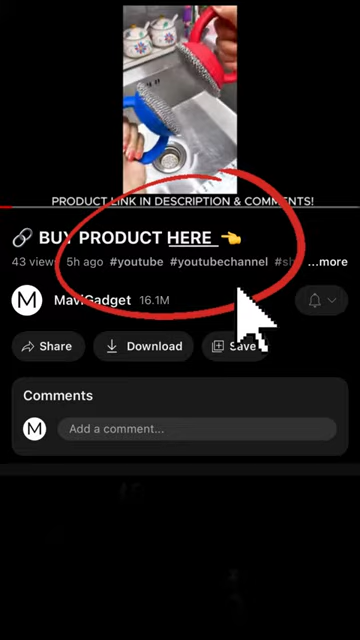 PRODUCT LINK IN DESCRIPTION & COMMENTS!
🔗 BUY PRODUCT HERE 👈
43 views 5h ago #youtube #youtubechannel #sh ...more
M MaviGadget 16.1M
Share Download Save
Comments
M Add a comment...